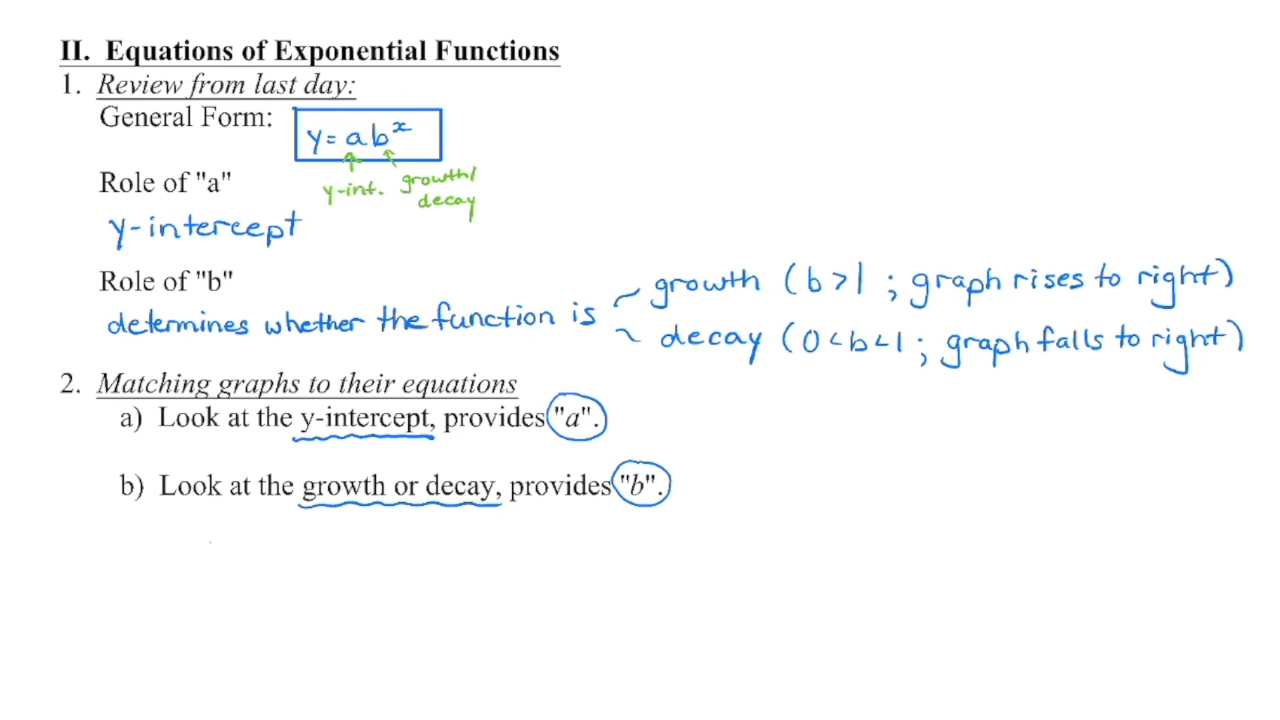 II. Equations of Exponential Functions
1. Review from last day:
General Form: y = ab^x
y-int. growth/
decay
Role of "a"
y-intercept
Role of "b"
determines whether the function is
growth (b>1 ; graph rises to right)
decay (0<b<1 ; graph falls to right)
2. Matching graphs to their equations
a) Look at the y-intercept, provides "a".
b) Look at the growth or decay, provides "b".